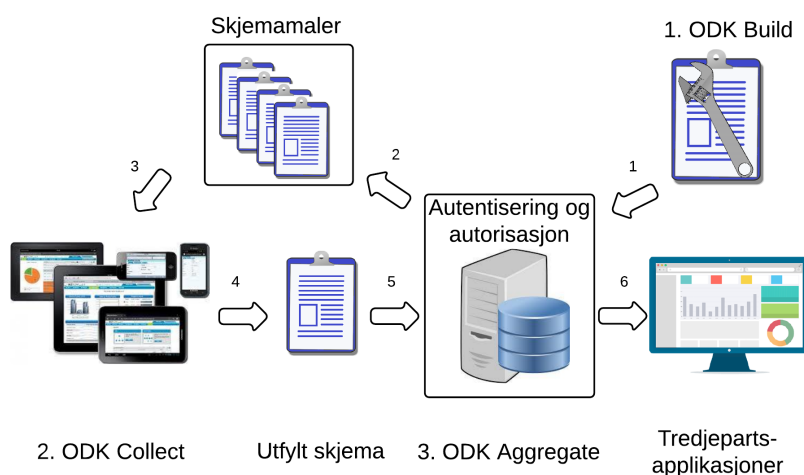 Skjemamaler
1. ODK Build
2
3
1
Autentisering og
autorisasjon
4
5
6
2. ODK Collect
Utfylt skjema
3. ODK Aggregate
Tredjeparts-
applikasjoner